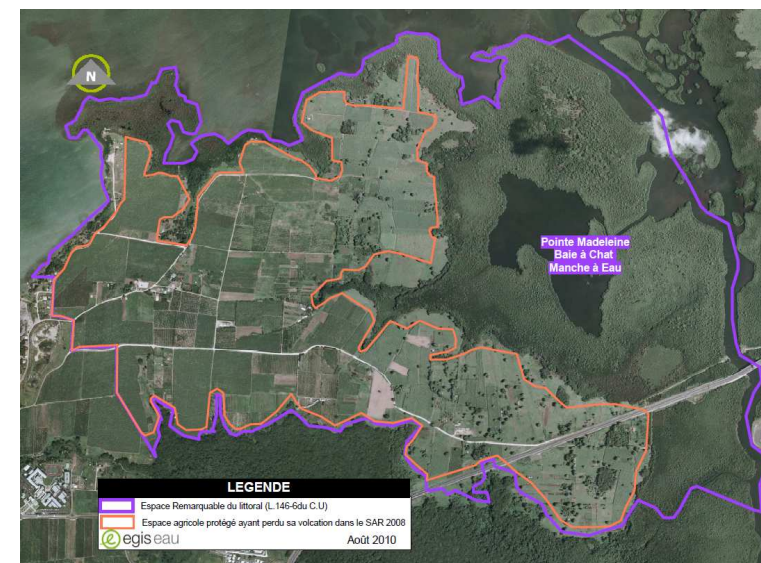 N
Pointe Madeleine
Baie à Chat
Manche à Eau
LEGENDE
Espace Remarquable du littoral (L.146-6du C.U)
Espace agricole protégé ayant perdu sa volcation dans le SAR 2008
egis eau
Août 2010